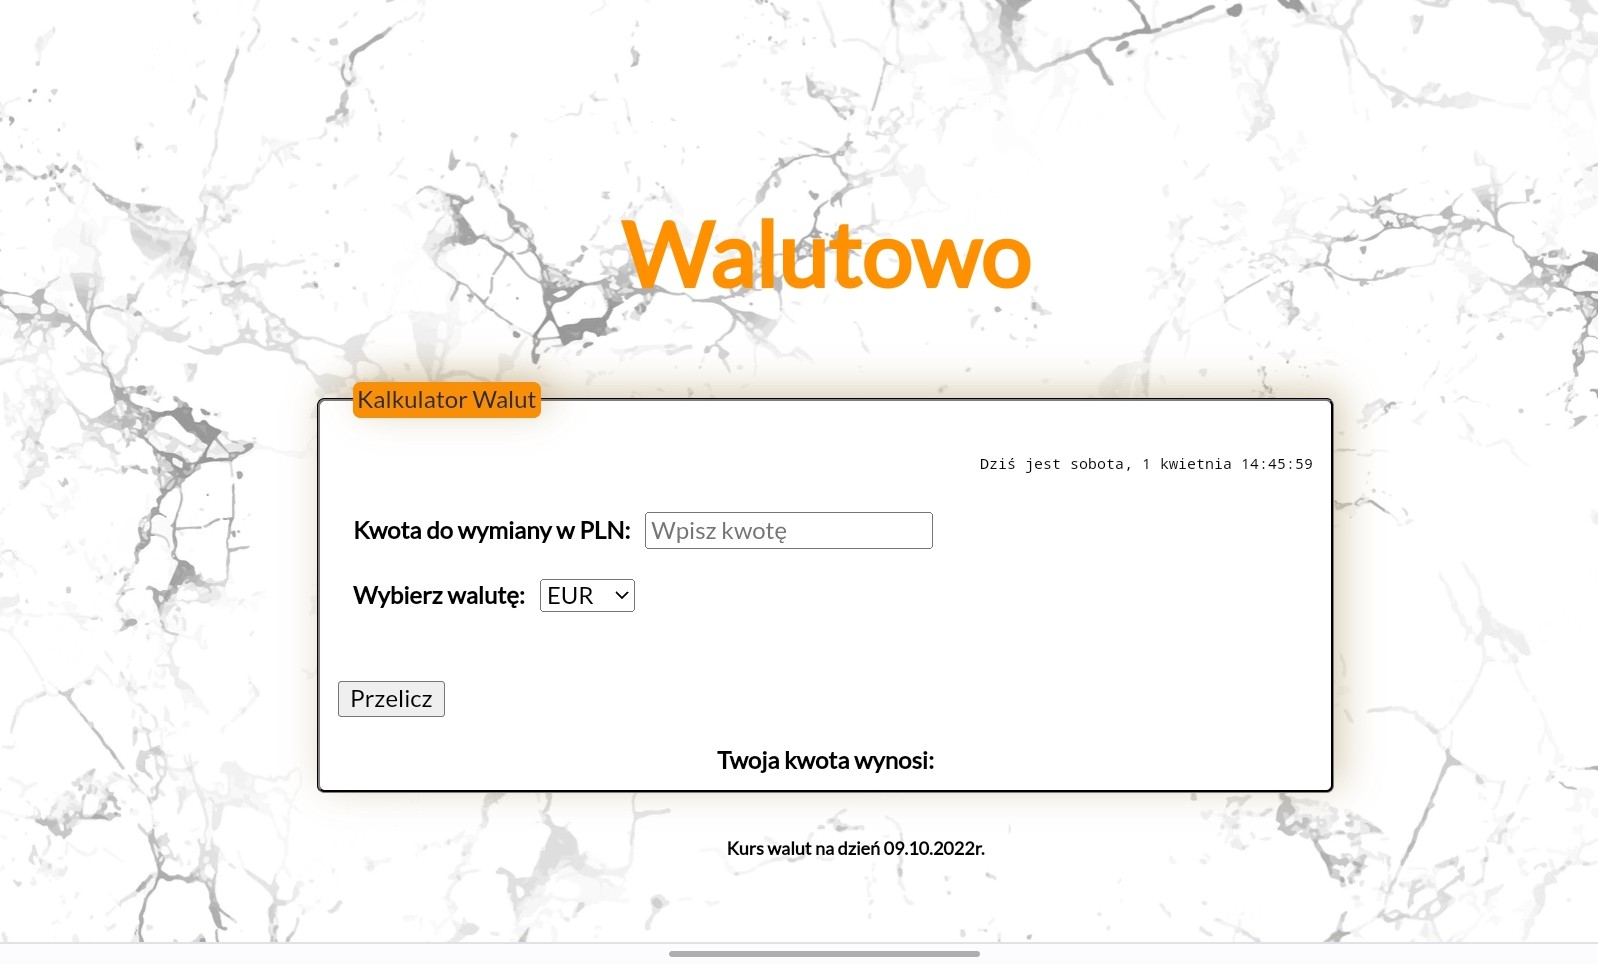 Walutowo
Kalkulator Walut
Dziś jest sobota, 1 kwietnia 14:45:59
Kwota do wymiany w PLN: Wpisz kwotę
Wybierz walutę: EUR
Przelicz
Twoja kwota wynosi:
Kurs walut na dzień 09.10.2022r.